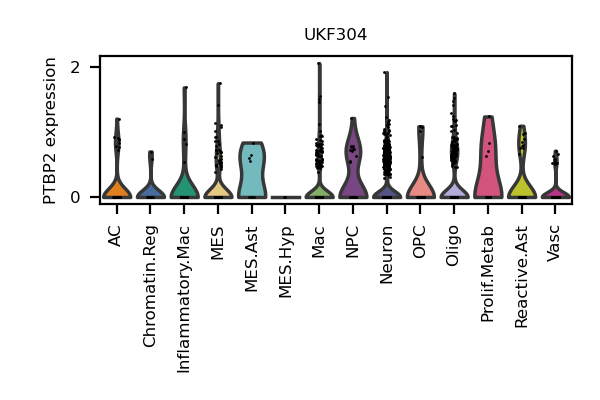 UKF304
PTBP2 expression
2
0
AC
Chromatin.Reg
Inflammatory.Mac
MES
MES.Ast
MES.Hyp
Mac
NPC
Neuron
OPC
Oligo
Prolif.Metab
Reactive.Ast
Vasc